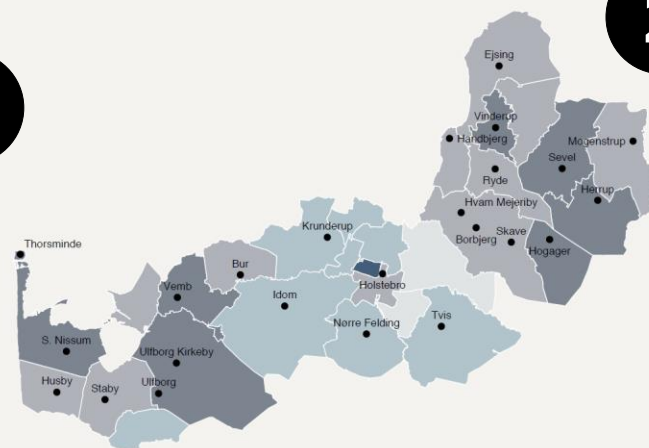 Ejsing
Vinderup
Handbjerg
Mogenstrup
Sevel
Ryde
Herrup
Hvam Mejeriby
Krunderup
Borbjerg
Skave
Hogager
Thorsminde
Bur
Holstebro
Vemb
Idom
Nørre Felding
Tvis
S. Nissum
Ulfborg Kirkeby
Husby
Staby
Ulfborg